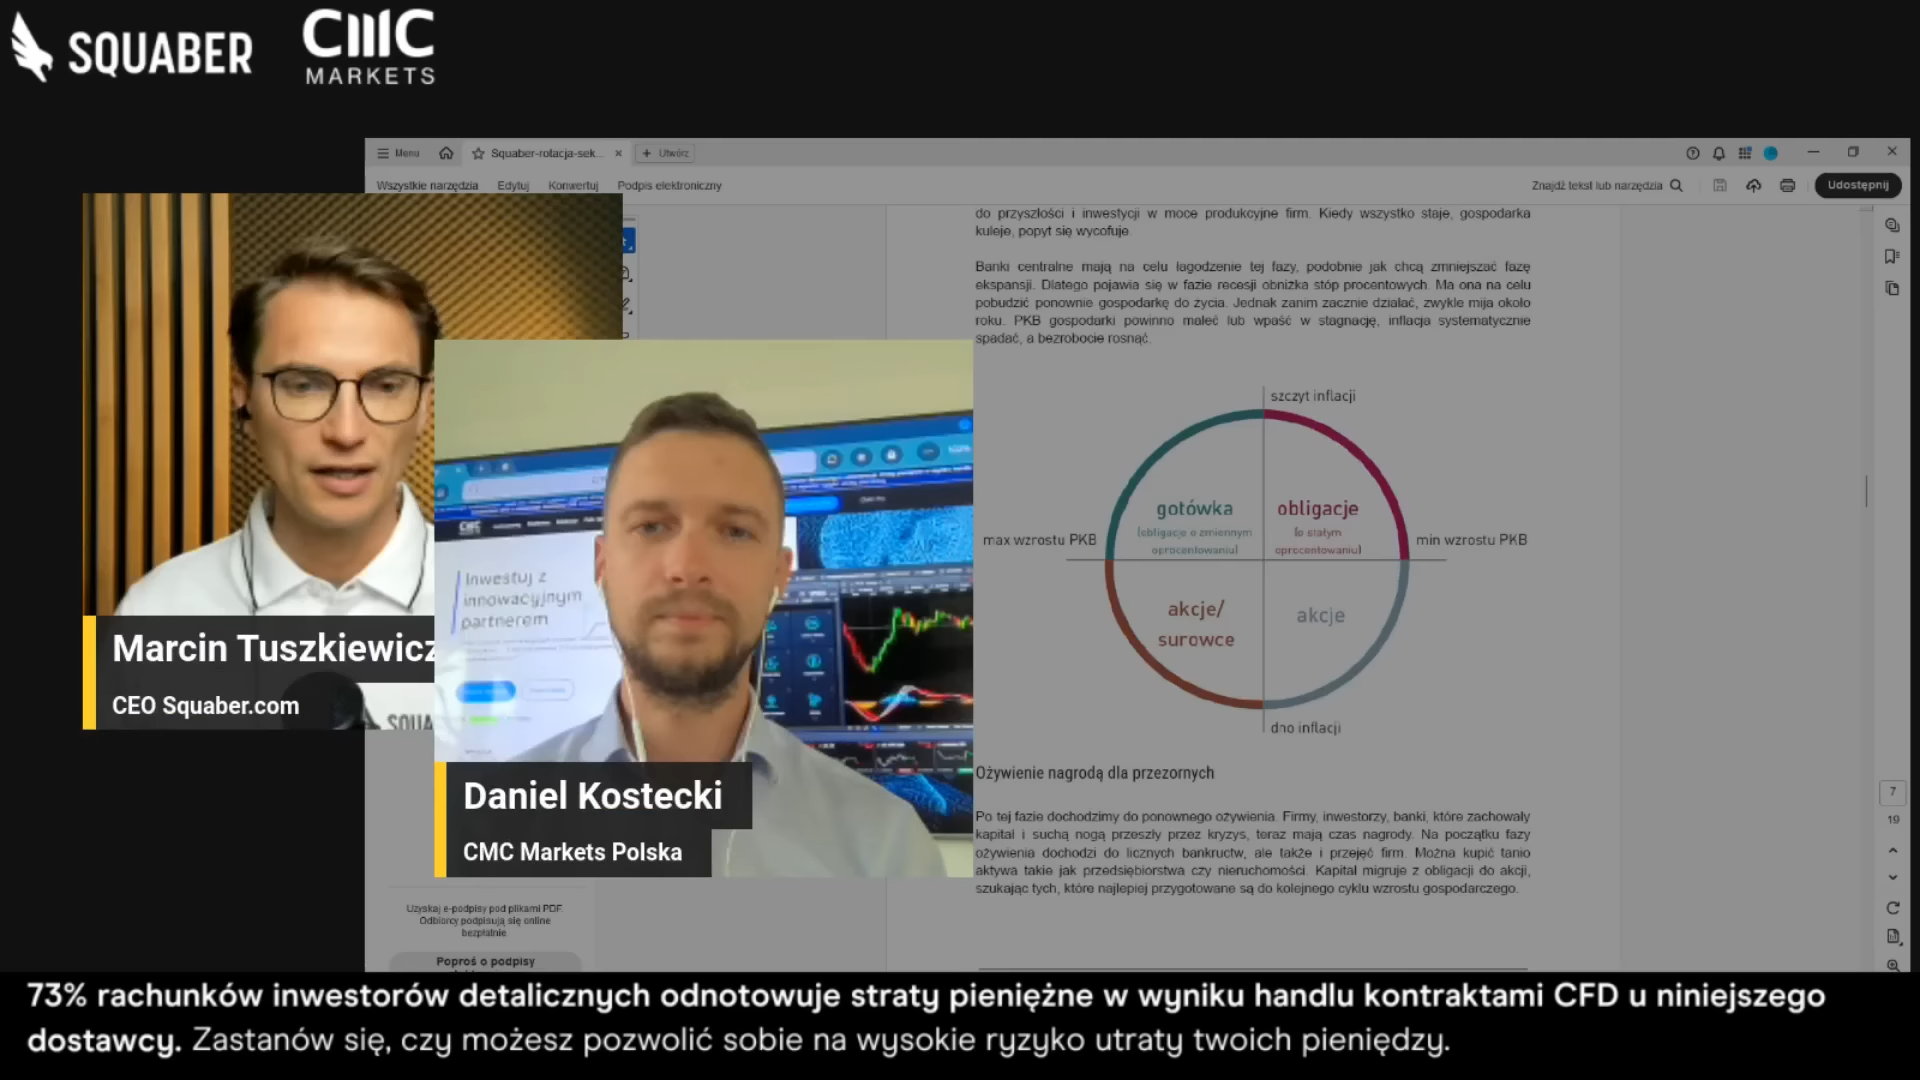 SQUABER
CMC
MARKETS
Menu
Squaber-rotacja-sek...
Utwórz
Wszystkie narzędzia
Edytuj
Konwertuj
Podpis elektroniczny
Znajdź tekst lub narzędzia
Udostępnij
do przyszłości i inwestycji w moce produkcyjne firm. Kiedy wszystko staje, gospodarka
kuleje, popyt się wycofuje.
Banki centralne mają na celu łagodzenie tej fazy, podobnie jak chcą zmniejszać fazę
ekspansji. Dlatego pojawia się w fazie recesji obniżka stóp procentowych. Ma ona na celu
pobudzić ponownie gospodarkę do życia. Jednak zanim zacznie działać, zwykle mija około
roku. PKB gospodarki powinno maleć lub wpaść w stagnację, inflacja systematycznie
spadać, a bezrobocie rosnąć.
szczyt inflacji
gotówka
(obligacje o zmiennym
oprocentowaniu)
obligacje
(o stałym
oprocentowaniu)
max wzrostu PKB
min wzrostu PKB
akcje/
surowce
akcje
dno inflacji
Inwestuj z
innowacyjnym
partnerem
Marcin Tuszkiewicz
CEO Squaber.com
SQUA
Daniel Kostecki
CMC Markets Polska
Ożywienie nagrodą dla przezornych
Po tej fazie dochodzimy do ponownego ożywienia. Firmy, inwestorzy, banki, które zachowały
kapitał i suchą nogą przeszły przez kryzys, teraz mają czas nagrody. Na początku fazy
ożywienia dochodzi do licznych bankructw, ale także i przejęć firm. Można kupić tanio
aktywa takie jak przedsiębiorstwa czy nieruchomości. Kapitał migruje z obligacji do akcji,
szukając tych, które najlepiej przygotowane są do kolejnego cyklu wzrostu gospodarczego.
7
19
Uzyskaj e-podpisy pod plikami PDF.
Odbiorcy podpisują się online
bezpłatnie.
Poproś o podpisy
73% rachunków inwestorów detalicznych odnotowuje straty pieniężne w wyniku handlu kontraktami CFD u niniejszego
dostawcy. Zastanów się, czy możesz pozwolić sobie na wysokie ryzyko utraty twoich pieniędzy.